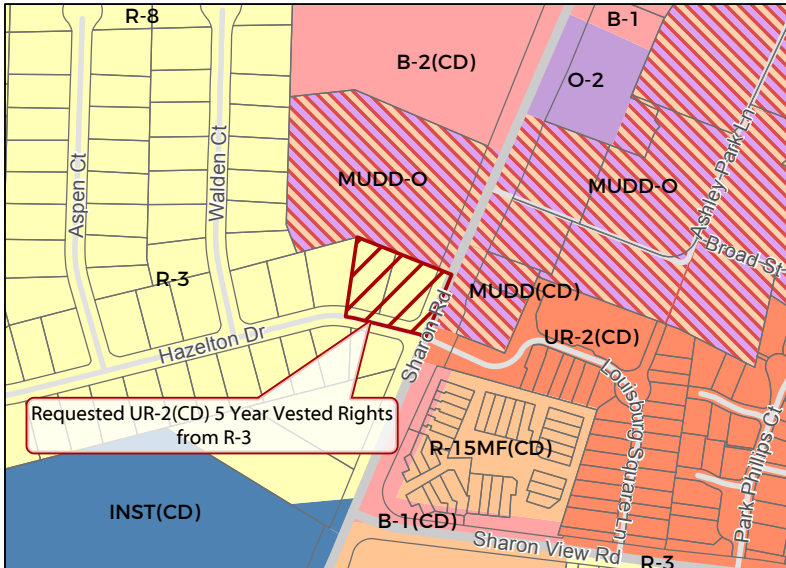 R-8
B-1
B-2(CD)
O-2
Aspen Ct
Walden Ct
MUDD-O
MUDD-O
Ashley-Park Ln
Broad St
R-3
MUDD(CD)
Sharon Rd
UR-2(CD)
Hazelton Dr
Requested UR-2(CD) 5 Year Vested Rights
from R-3
Louisburg Square Ln
R-15MF(CD)
Park Phillips Ct
INST(CD)
B-1(CD)
Sharon View Rd
R-3